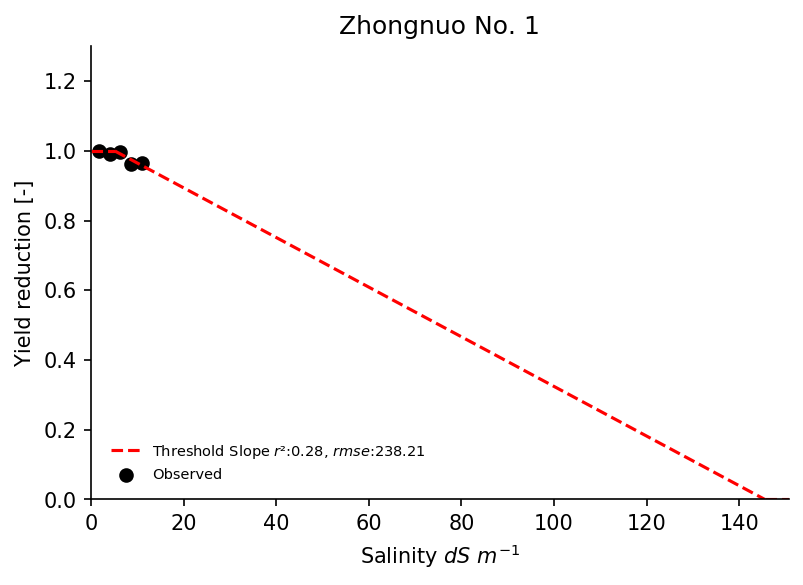 Zhongnuo No. 1
1.2
1.0
0.8
0.6
0.4
0.2
0.0
Yield reduction [-]
Threshold Slope r²:0.28, rmse:238.21
Observed
0 20 40 60 80 100 120 140
Salinity dS m⁻¹